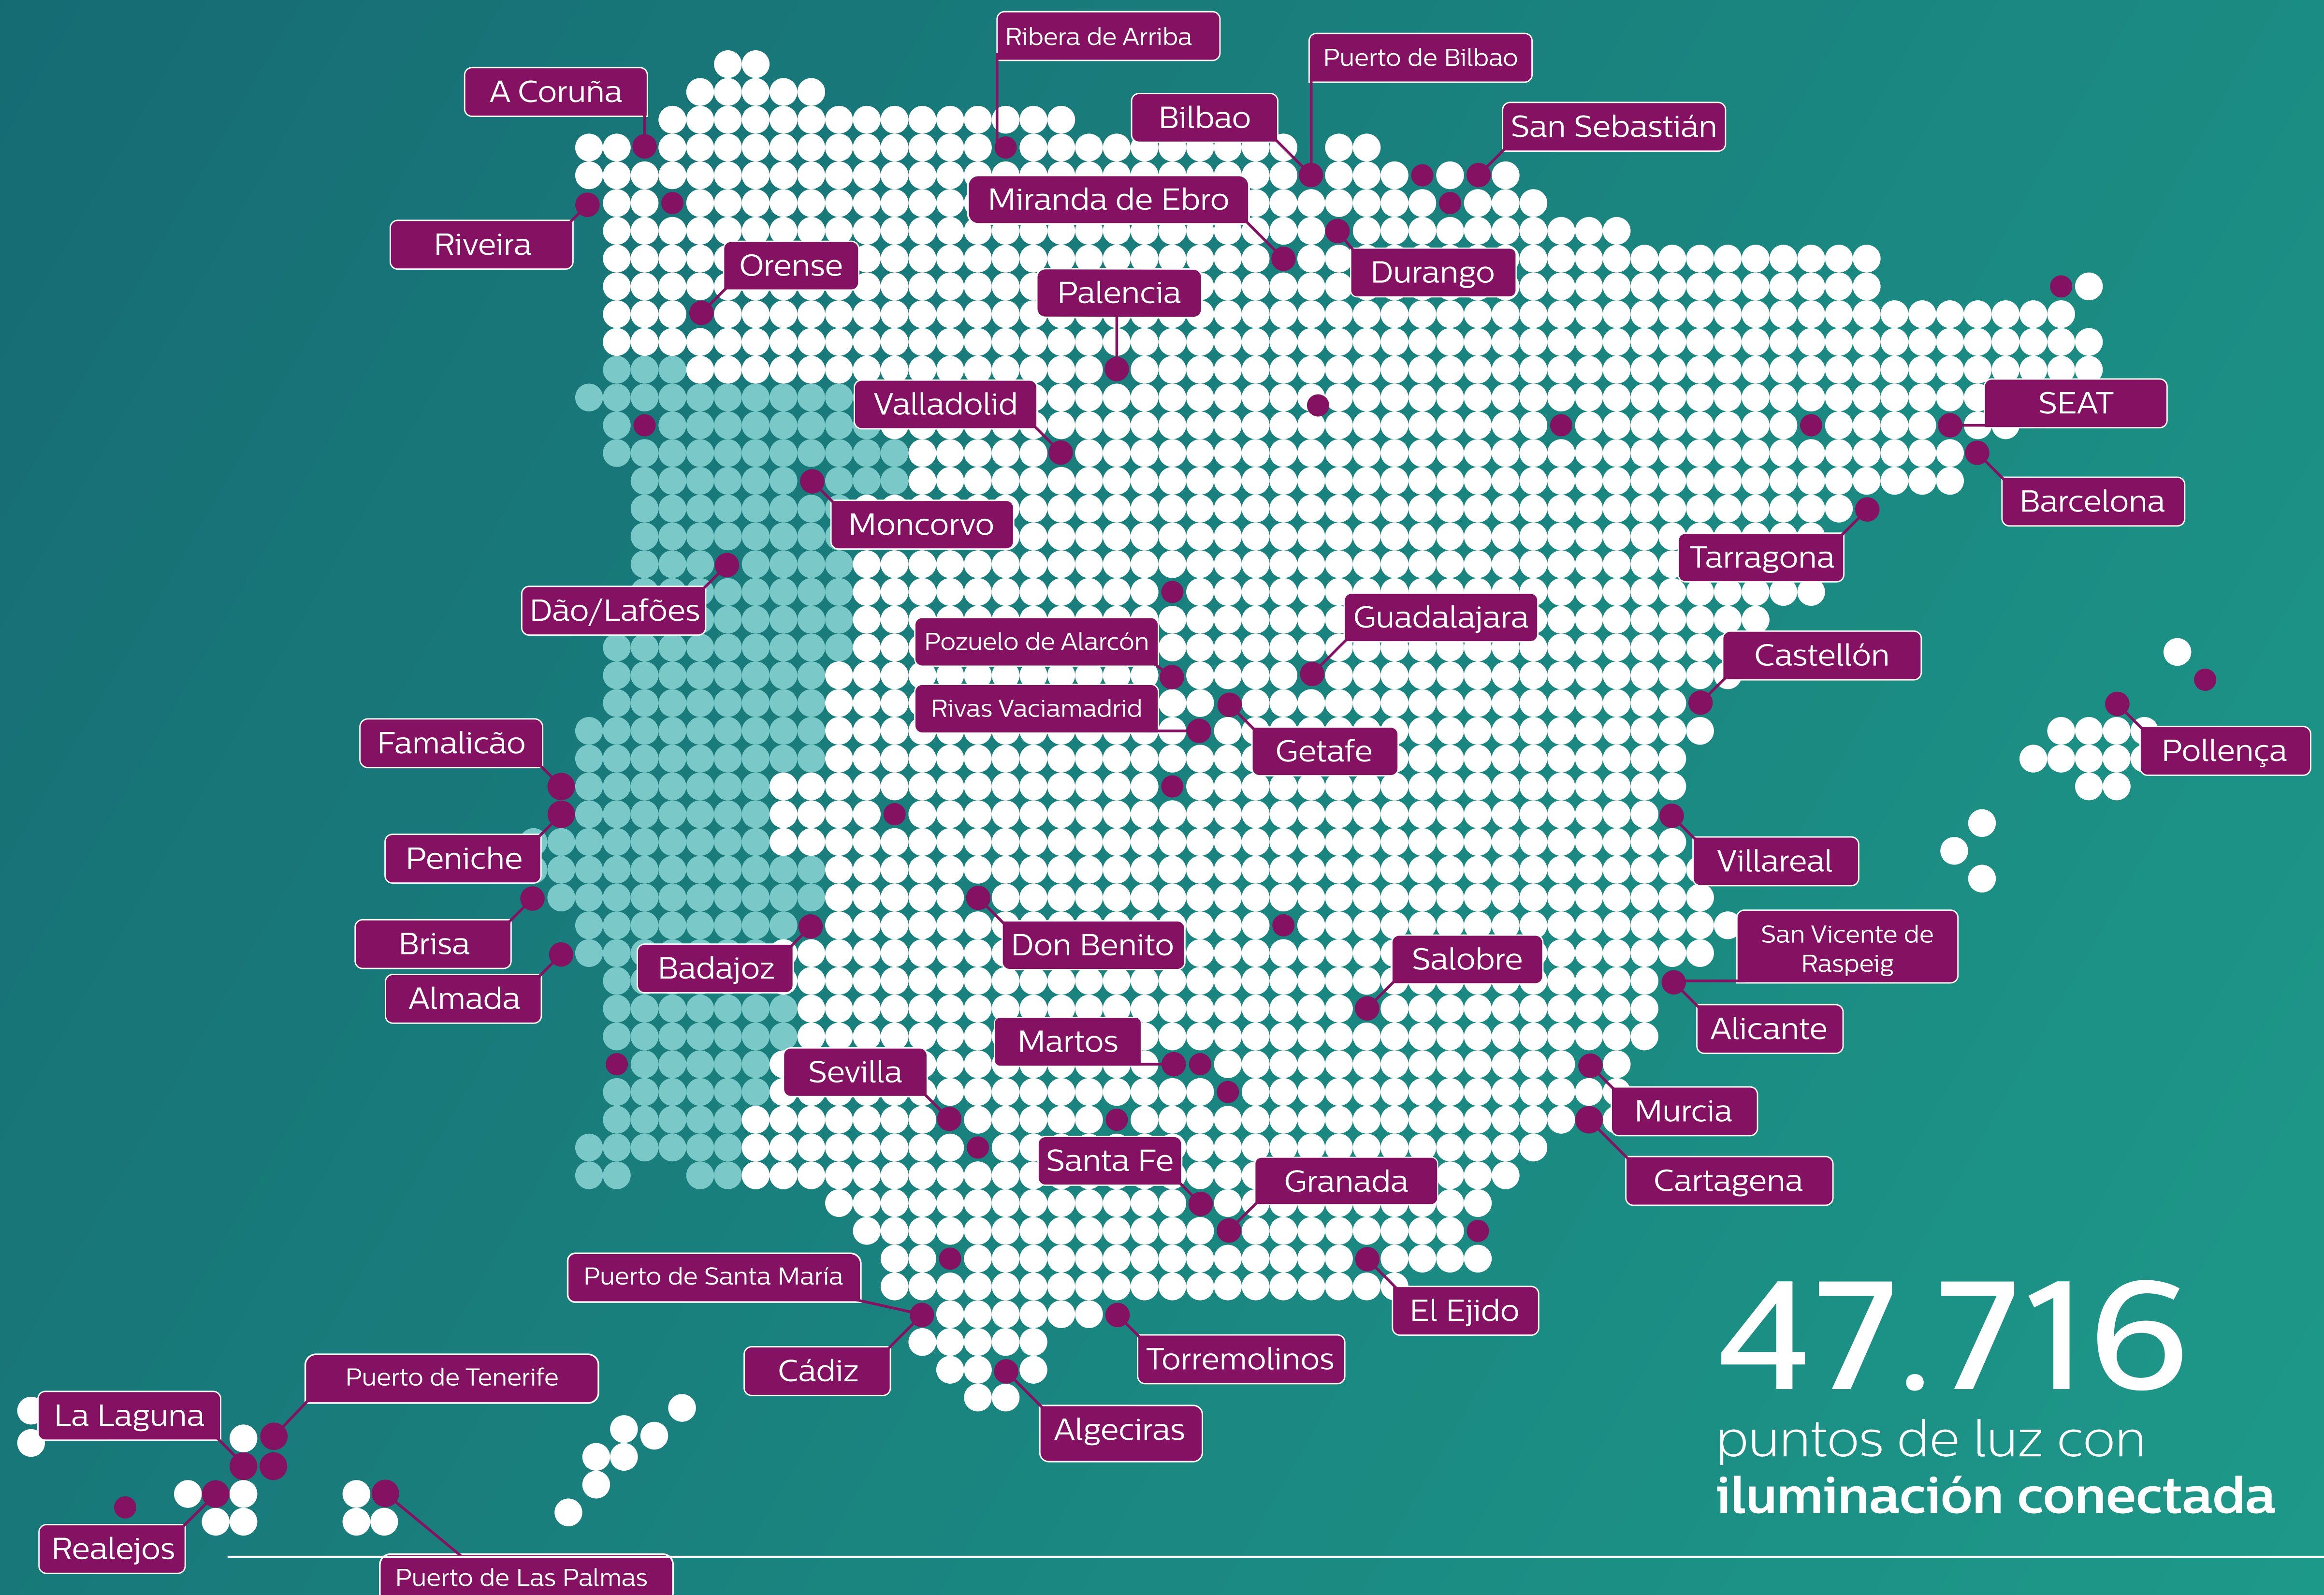 Ribera de Arriba
Puerto de Bilbao
A Coruña
Bilbao
San Sebastián
Miranda de Ebro
Riveira
Orense
Durango
Palencia
Valladolid
SEAT
Barcelona
Moncorvo
Tarragona
Dão/Lafões
Guadalajara
Pozuelo de Alarcón
Castellón
Rivas Vaciamadrid
Famalicão
Getafe
Pollença
Peniche
Villareal
Brisa
Don Benito
San Vicente de
Raspeig
Badajoz
Salobre
Almada
Alicante
Martos
Sevilla
Murcia
Santa Fe
Granada
Cartagena
Puerto de Santa María
El Ejido
Torremolinos
Cádiz
Puerto de Tenerife
La Laguna
Algeciras
Realejos
Puerto de Las Palmas
47.716
puntos de luz con
iluminación conectada